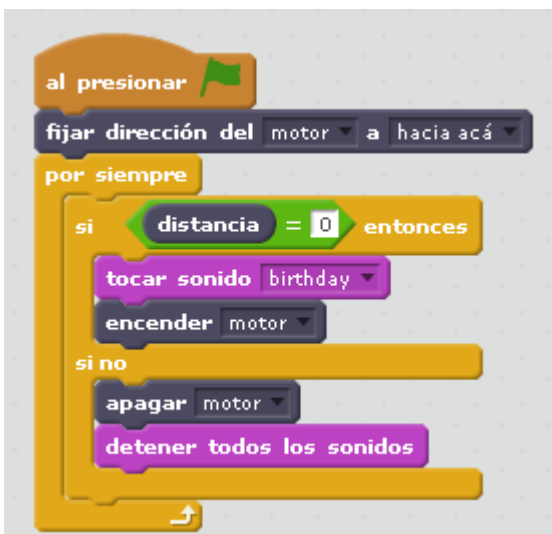 al presionar
fijar dirección del motor a hacia acá
por siempre
si distancia = 0 entonces
tocar sonido birthday
encender motor
si no
apagar motor
detener todos los sonidos